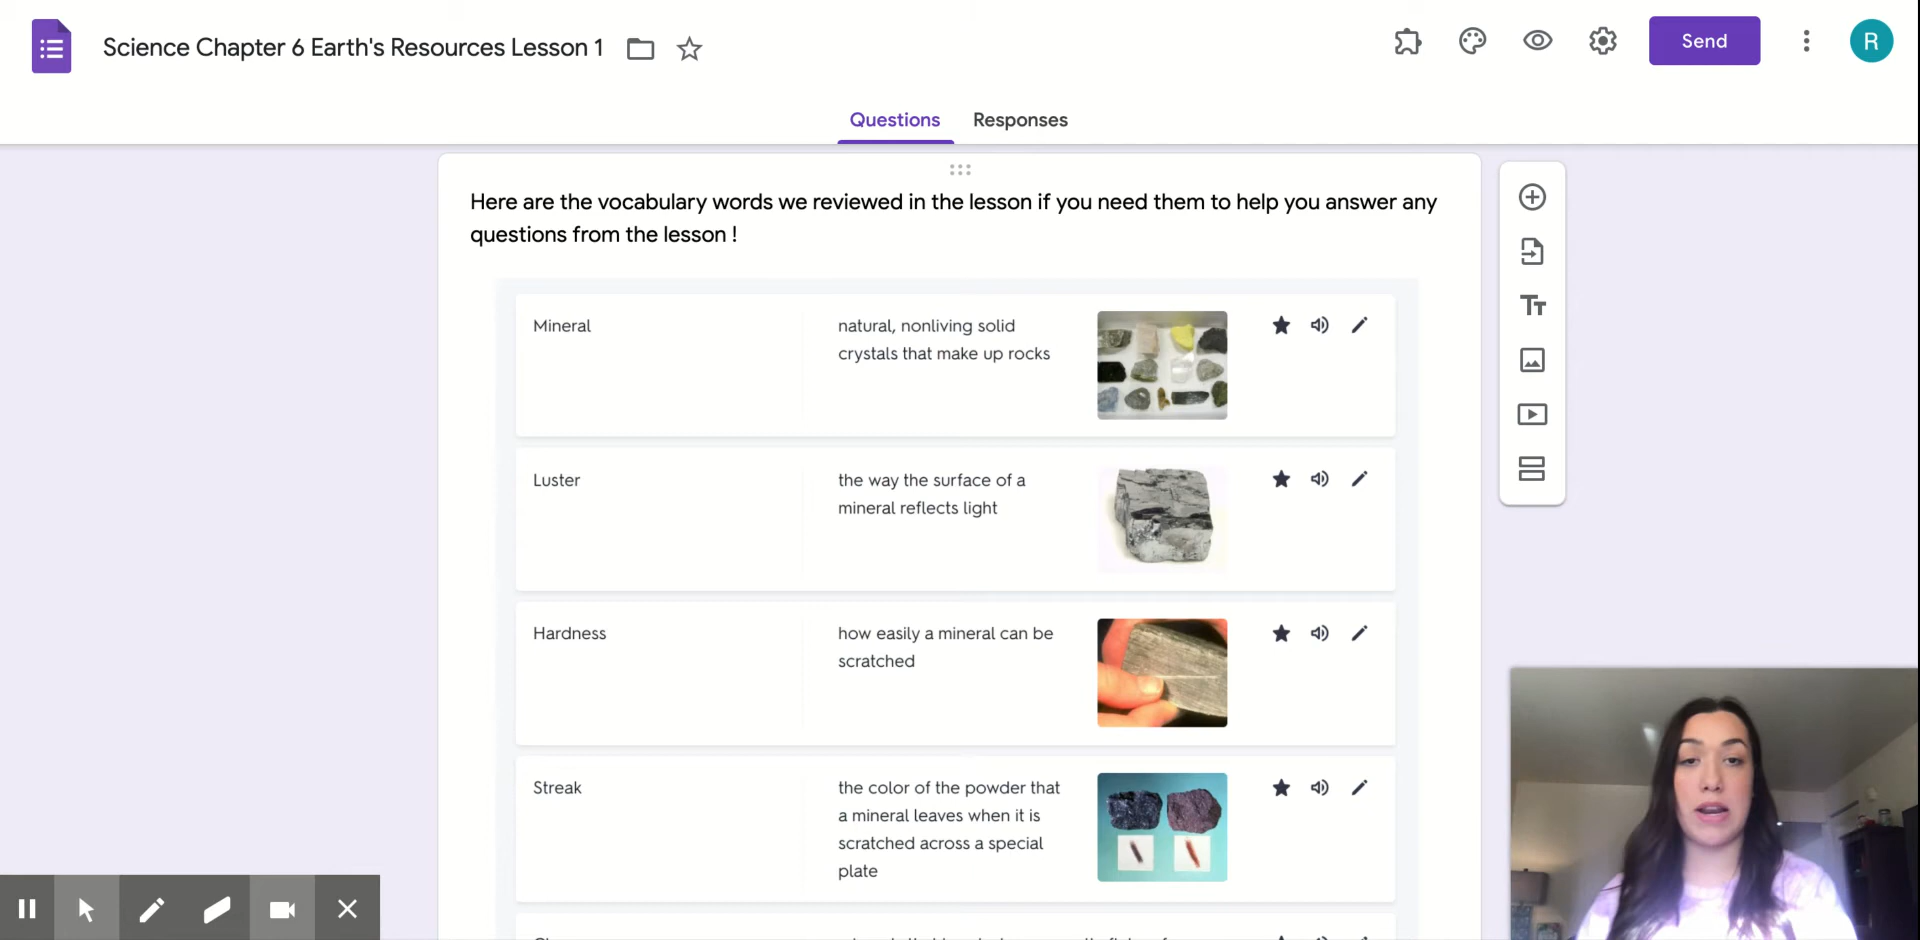 Science Chapter 6 Earth's Resources Lesson 1
Send
R
Questions
Responses
Here are the vocabulary words we reviewed in the lesson if you need them to help you answer any
questions from the lesson !
Mineral
natural, nonliving solid
crystals that make up rocks
Luster
the way the surface of a
mineral reflects light
Hardness
how easily a mineral can be
scratched
Streak
the color of the powder that
a mineral leaves when it is
scratched across a special
plate